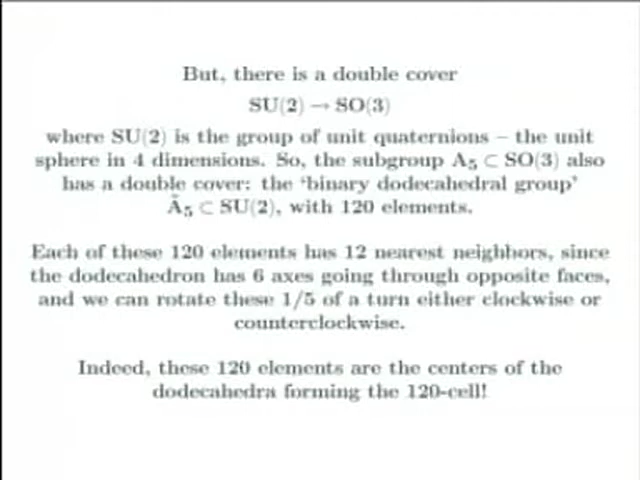 But, there is a double cover
SU(2) → SO(3)
where SU(2) is the group of unit quaternions – the unit
sphere in 4 dimensions. So, the subgroup A₅ ⊂ SO(3) also
has a double cover: the ‘binary dodecahedral group’
Ã₅ ⊂ SU(2), with 120 elements.
Each of these 120 elements has 12 nearest neighbors, since
the dodecahedron has 6 axes going through opposite faces,
and we can rotate these 1/5 of a turn either clockwise or
counterclockwise.
Indeed, these 120 elements are the centers of the
dodecahedra forming the 120-cell!